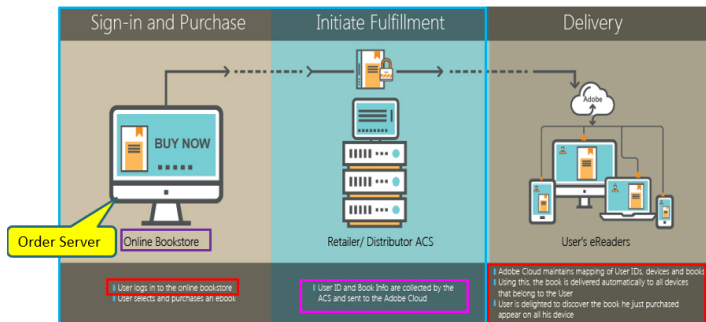 Sign-in and Purchase
Initiate Fulfillment
Delivery
Adobe
BUY NOW
Order Server
Online Bookstore
Retailer/ Distributor ACS
User's eReaders
User logs in to the online bookstore
User selects and purchases an ebook
User ID and Book Info are collected by the
ACS and sent to the Adobe Cloud
Adobe Cloud maintains mapping of User IDs, devices and books
Using this, the book is delivered automatically to all devices
that belong to the User
User is delighted to discover the book he just purchased
appear on all his device